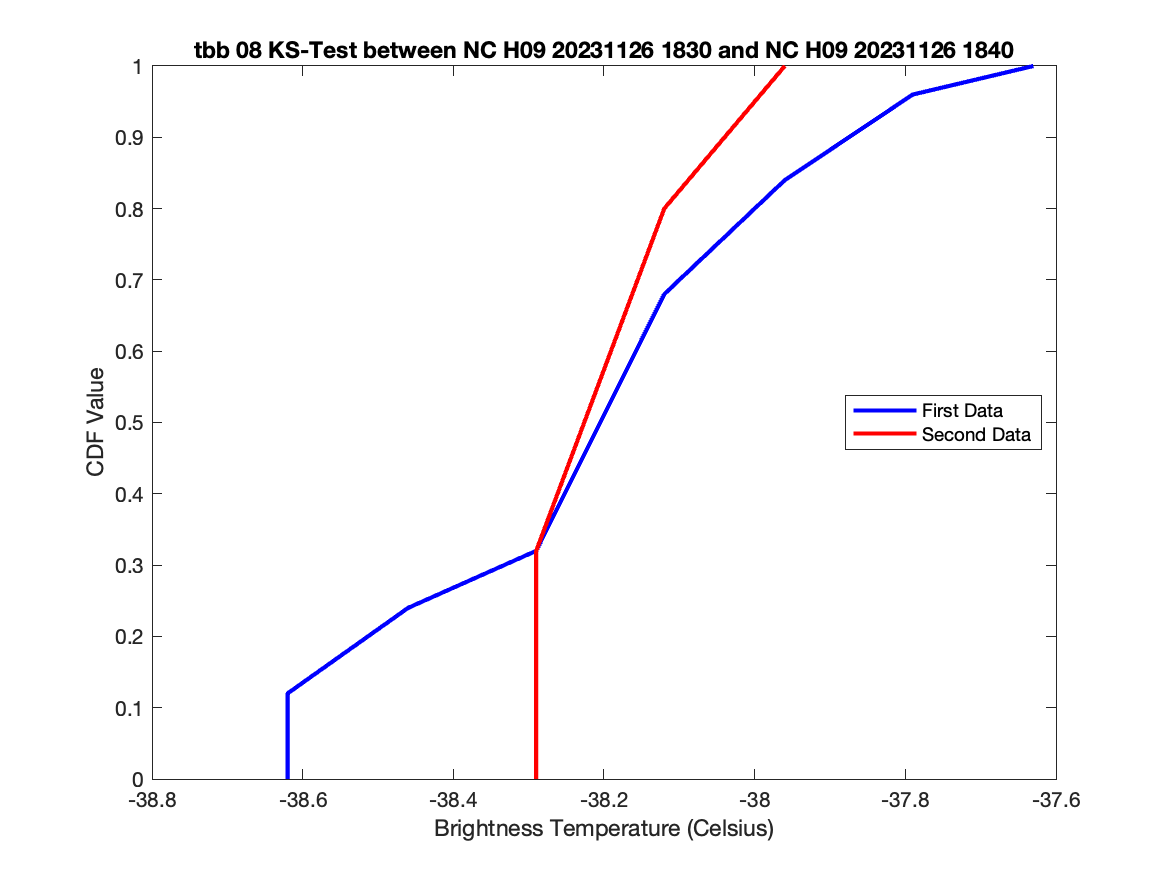 tbb 08 KS-Test between NC H09 20231126 1830 and NC H09 20231126 1840
1
0.9
0.8
0.7
0.6
0.5
0.4
0.3
0.2
0.1
0
CDF Value
First Data
Second Data
-38.8 -38.6 -38.4 -38.2 -38 -37.8 -37.6
Brightness Temperature (Celsius)